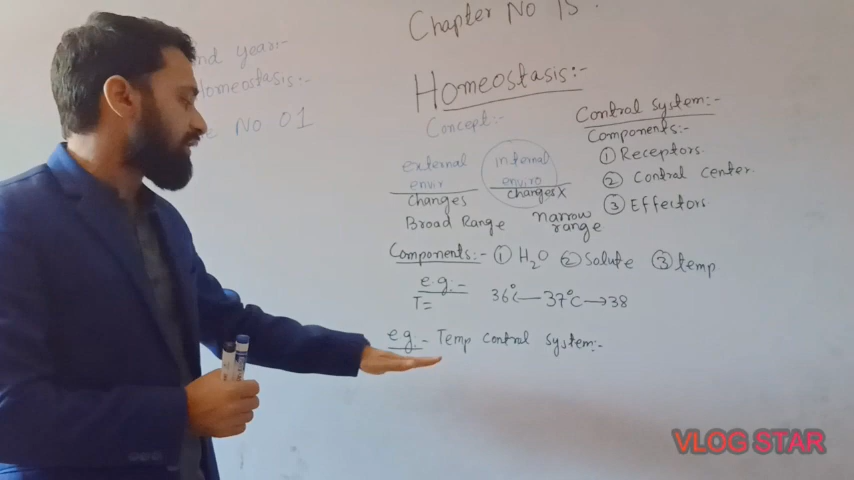 Chapter No 15.
nd year:-
Homeostasis:-
No 01
Homeostasis:-
Concept:-
external internal
envir enviro
Changes changes X
Broad Range narrow range
Control system:-
Components:-
① Receptors.
② Control center.
③ Effectors
Components:- ① H2O ② Solute ③ temp
e.g:-
T= 36°C — 37°C → 38
e.g:- Temp Control System:-
VLOG STAR